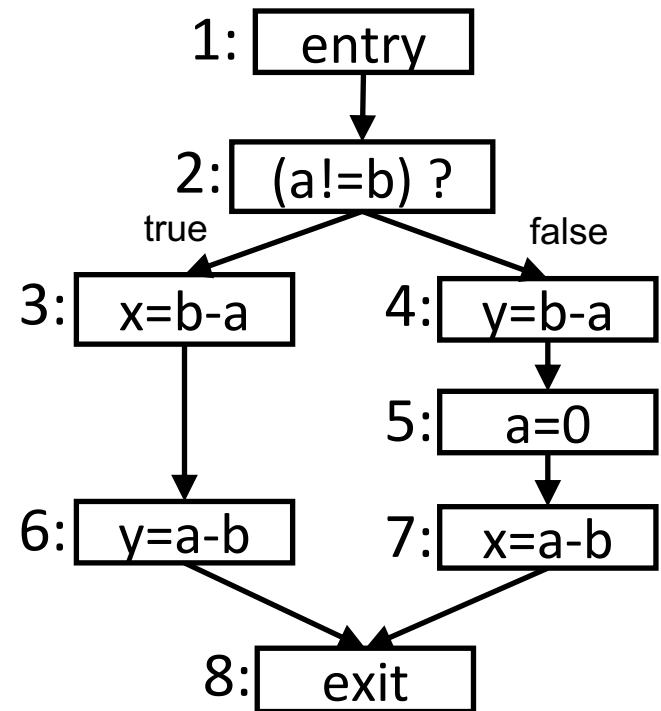 1: entry
2: (a!=b) ?
true
false
3: x=b-a
4: y=b-a
5: a=0
6: y=a-b
7: x=a-b
8: exit